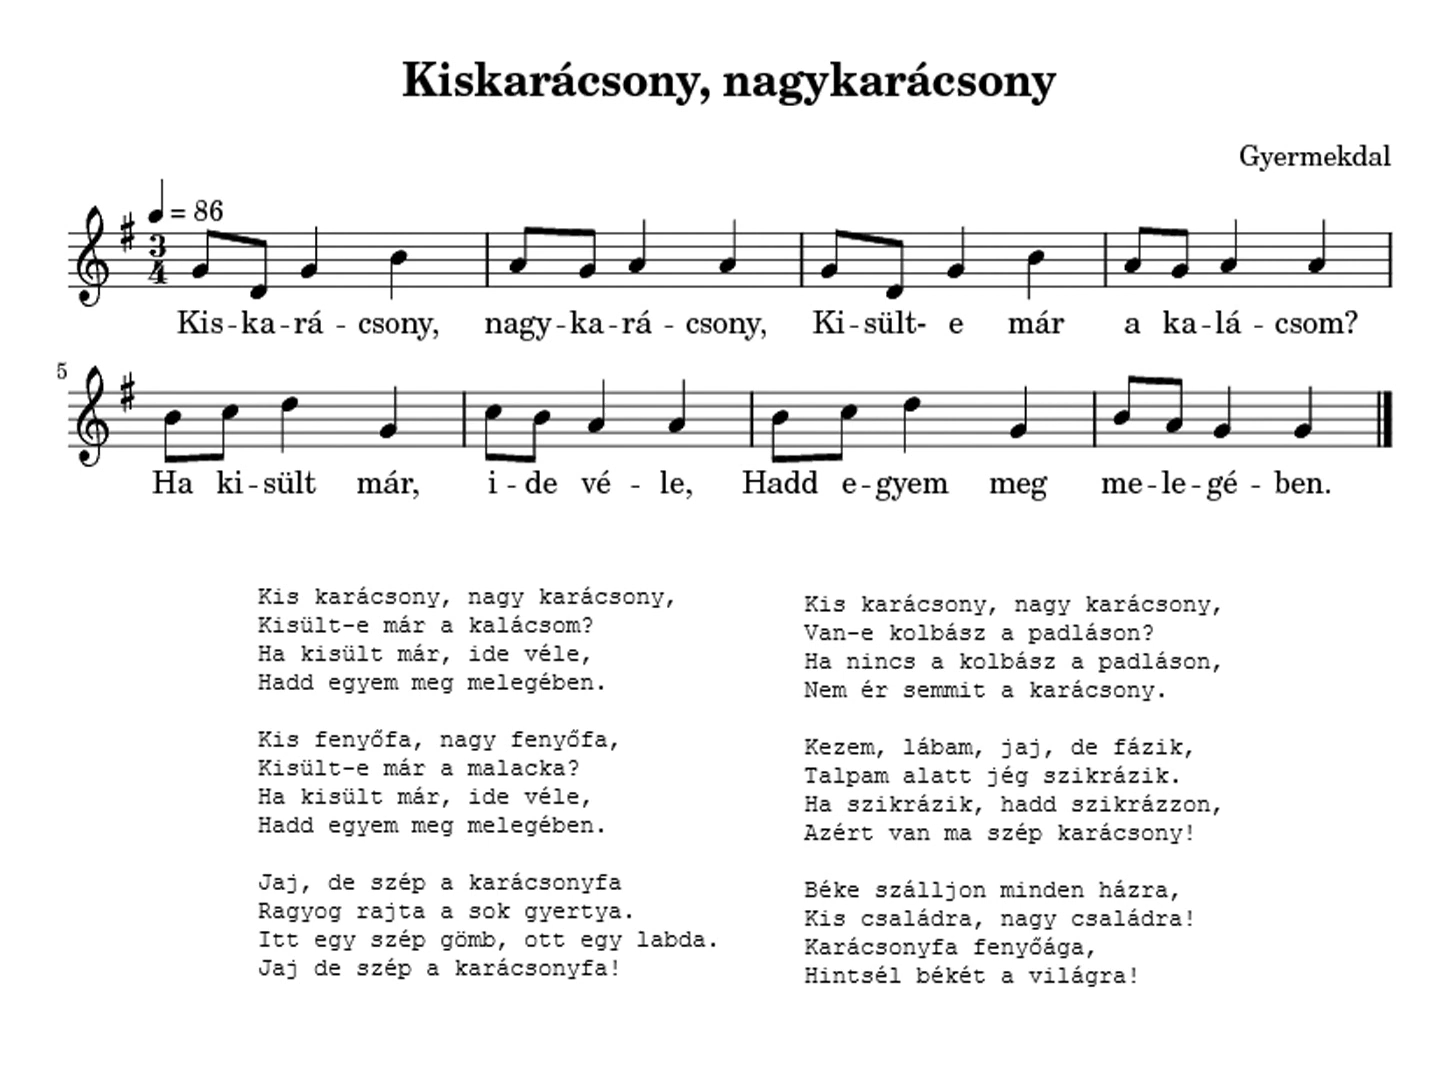 Kiskarácsony, nagykarácsony
Gyermekdal
= 86
3
4
Kis - ka - rá - csony, nagy - ka - rá - csony, Ki - sült- e már a ka - lá - csom?
5
Ha ki - sült már, i - de vé - le, Hadd e - gyem meg me - le - gé - ben.
Kis karácsony, nagy karácsony,
Kisült-e már a kalácsom?
Ha kisült már, ide véle,
Hadd egyem meg melegében.
Kis fenyőfa, nagy fenyőfa,
Kisült-e már a malacka?
Ha kisült már, ide véle,
Hadd egyem meg melegében.
Jaj, de szép a karácsonyfa
Ragyog rajta a sok gyertya.
Itt egy szép gömb, ott egy labda.
Jaj de szép a karácsonyfa!
Kis karácsony, nagy karácsony,
Van-e kolbász a padláson?
Ha nincs a kolbász a padláson,
Nem ér semmit a karácsony.
Kezem, lábam, jaj, de fázik,
Talpam alatt jég szikrázik.
Ha szikrázik, hadd szikrázzon,
Azért van ma szép karácsony!
Béke szálljon minden házra,
Kis családra, nagy családra!
Karácsonyfa fenyőága,
Hintsél békét a világra!